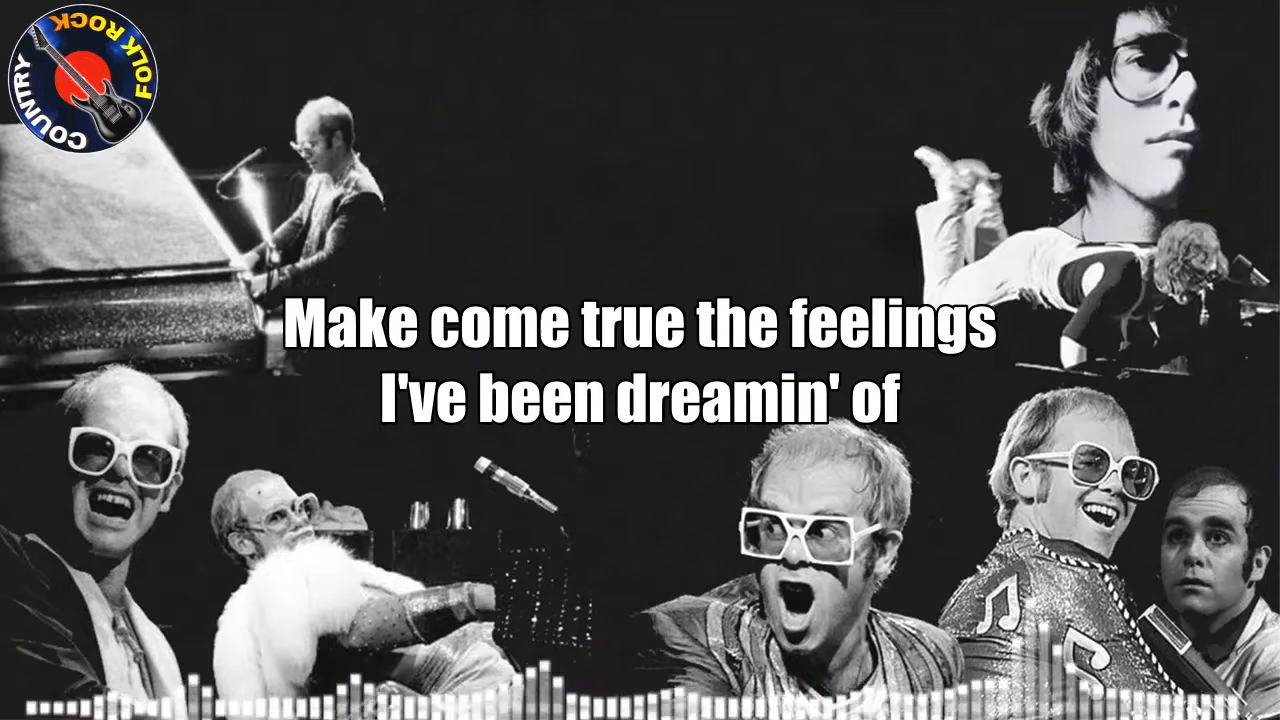 COUNTRY
FOLK ROCK
Make come true the feelings
I've been dreamin' of